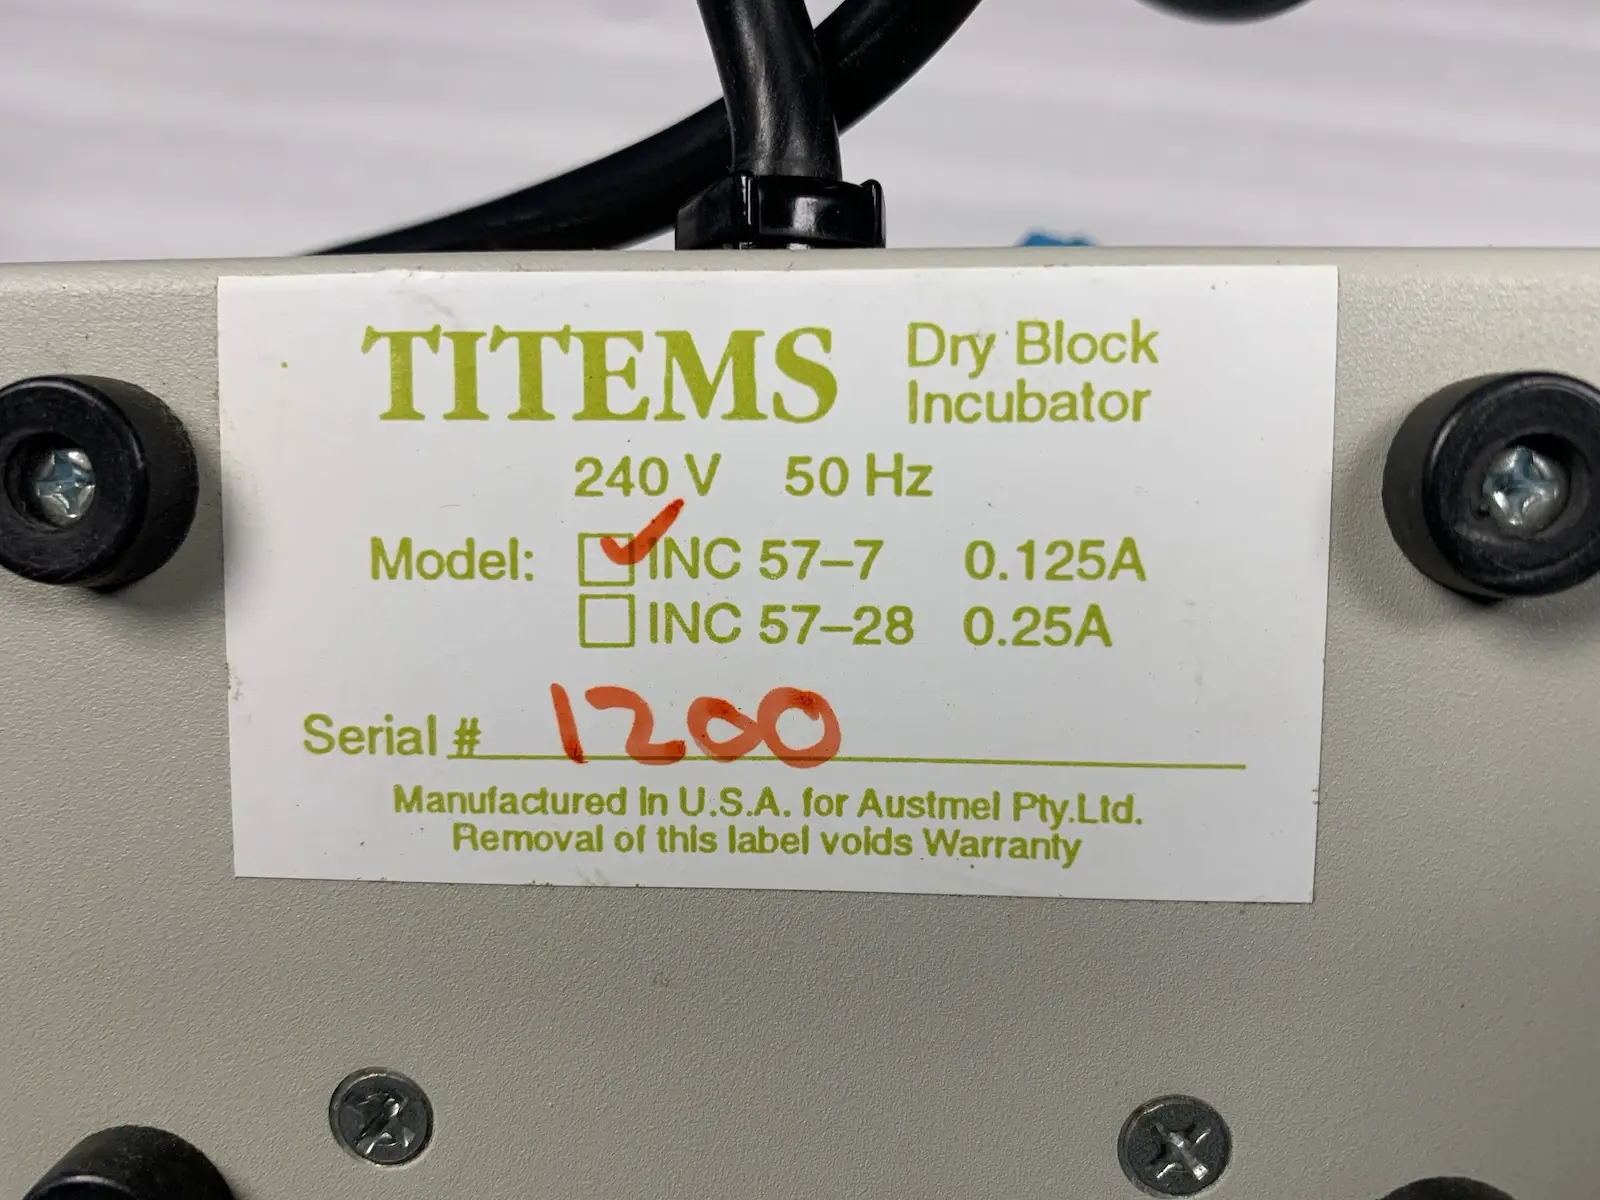 TITEMS
Dry Block
Incubator
240 V 50 Hz
Model: ☑ INC 57–7 0.125A
☐ INC 57–28 0.25A
Serial # 1200
Manufactured in U.S.A. for Austmel Pty.Ltd.
Removal of this label voids Warranty